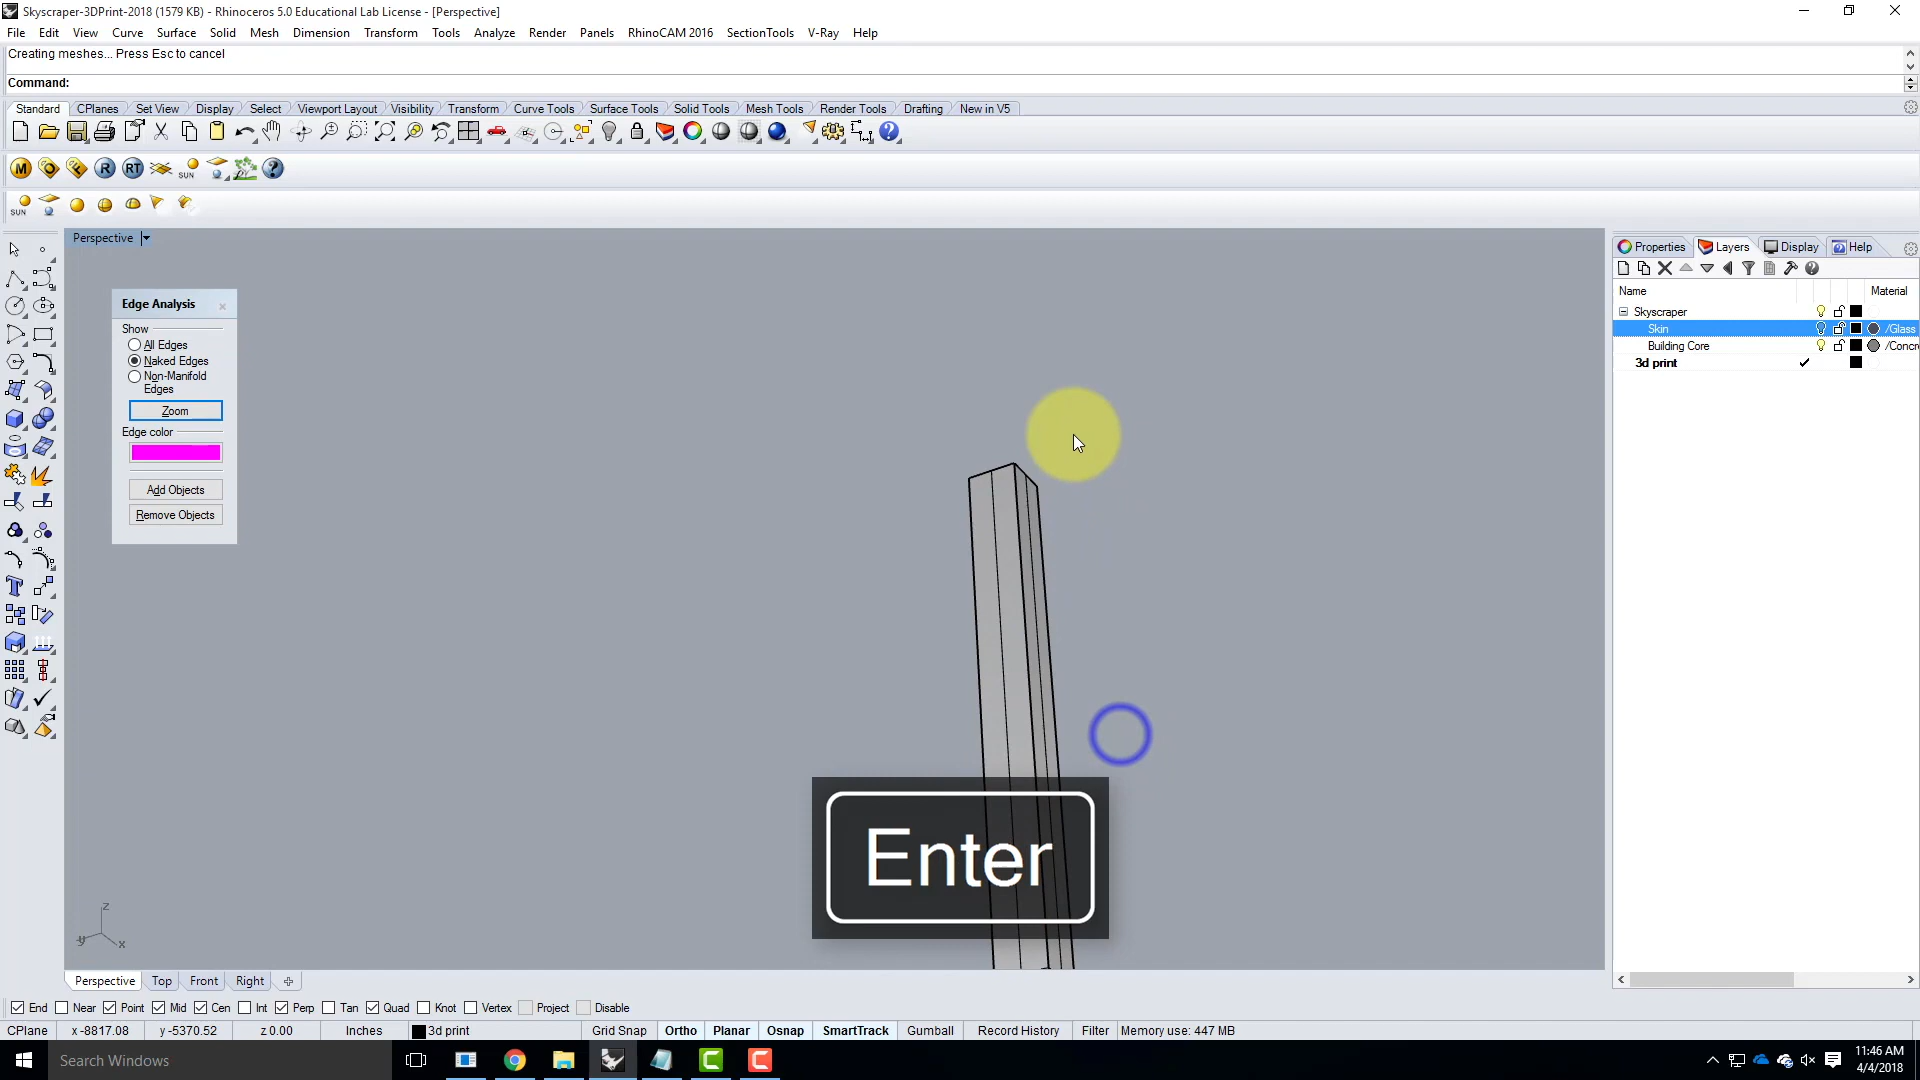 Skyscraper-3DPrint-2018 (1579 KB) - Rhinoceros 5.0 Educational Lab License - [Perspective]
File Edit View Curve Surface Solid Mesh Dimension Transform Tools Analyze Render Panels RhinoCAM 2016 SectionTools V-Ray Help
Creating meshes... Press Esc to cancel
Command:
Standard CPlanes Set View Display Select Viewport Layout Visibility Transform Curve Tools Surface Tools Solid Tools Mesh Tools Render Tools Drafting New in V5
M O F R RT SUN
SUN
Perspective
Properties Layers Display Help
Name Material
Skyscraper
Skin /Glass
Building Core /Concr
3d print
Edge Analysis
Show
All Edges
Naked Edges
Non-Manifold
Edges
Zoom
Edge color
Add Objects
Remove Objects
Enter
z
y x
Perspective Top Front Right
End Near Point Mid Cen Int Perp Tan Quad Knot Vertex Project Disable
CPlane x -8817.08 y -5370.52 z 0.00 Inches 3d print Grid Snap Ortho Planar Osnap SmartTrack Gumball Record History Filter Memory use: 447 MB
Search Windows
11:46 AM
4/4/2018